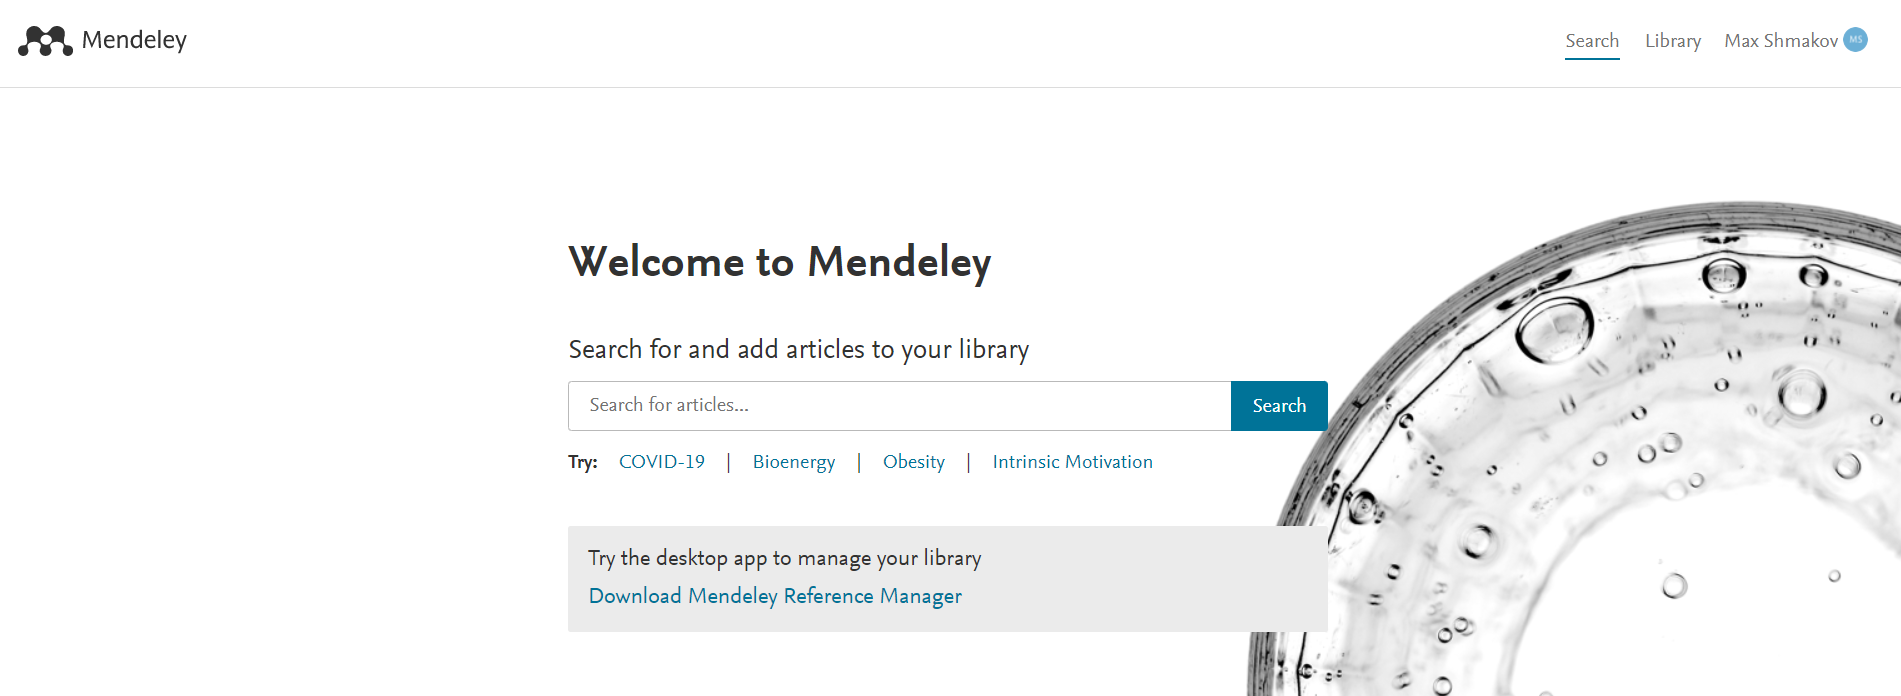 Mendeley
Search Library Max Shmakov MS
Welcome to Mendeley
Search for and add articles to your library
Search for articles... Search
Try: COVID-19 | Bioenergy | Obesity | Intrinsic Motivation
Try the desktop app to manage your library
Download Mendeley Reference Manager